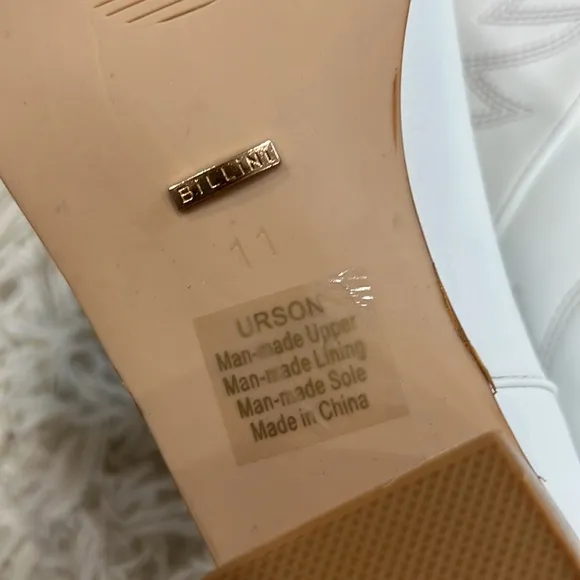 BiLLiNi
11
URSON
Man-made Upper
Man-made Lining
Man-made Sole
Made in China